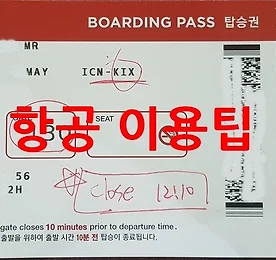 BOARDING PASS 탑승권
MR
MAY ICN-KIX
항공 이용팁
SEAT
56
2H
close 12:10
gate closes 10 minutes prior to departure time.
출발을 위하여 출발 시간 10분 전 탑승이 종료됩니다.